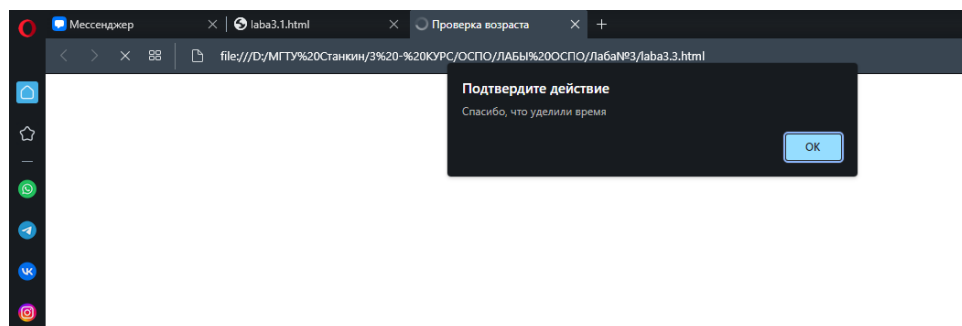 Мессенджер
laba3.1.html
Проверка возраста
file:///D:/МГТУ%20Станкин/3%20-%20КУРС/ОСПО/ЛАБЫ%20ОСПО/Лаба№3/laba3.3.html
Подтвердите действие
Спасибо, что уделили время
ОК